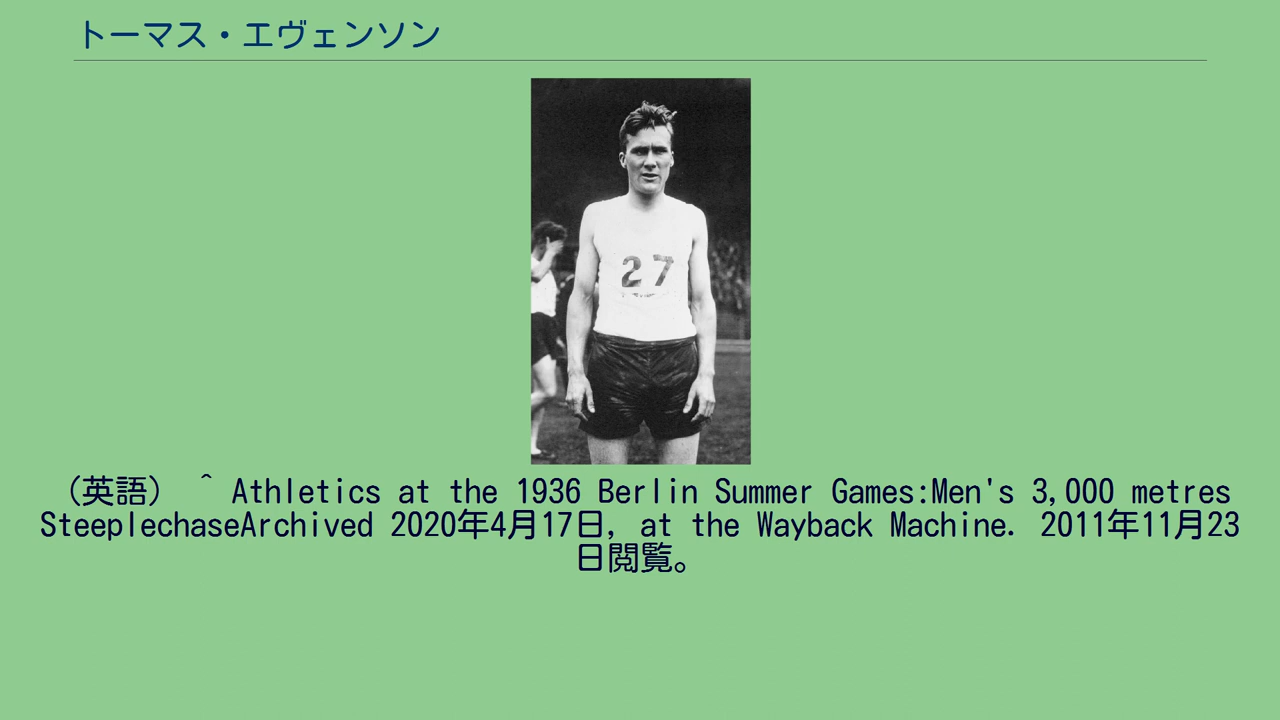 トーマス・エヴェンソン
27
（英語） ^ Athletics at the 1936 Berlin Summer Games:Men's 3,000 metres
SteeplechaseArchived 2020年4月17日, at the Wayback Machine. 2011年11月23
日閲覧。